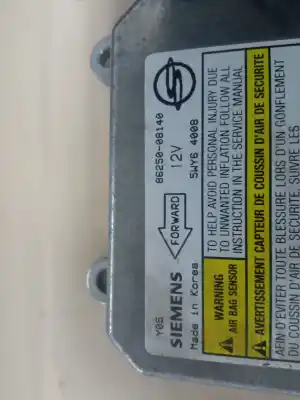 86250-08140
12V
5WY6 4008
FORWARD
Y05
SIEMENS
Made in Korea
TO HELP AVOID PERSONAL INJURY DUE
TO UNWANTED INFLATION FOLLOW ALL
INSTRUCTION IN THE SERVICE MANUAL
WARNING
AIR BAG SENSOR
AVERTISSEMENT CAPTEUR DE COUSSIN D'AIR DE SECURITE
AFIN D'EVITER TOUTE BLESSURE LORS D'UN GONFLEMENT
DU COUSSIN D'AIR DE SECURITE, SUIVRE LES